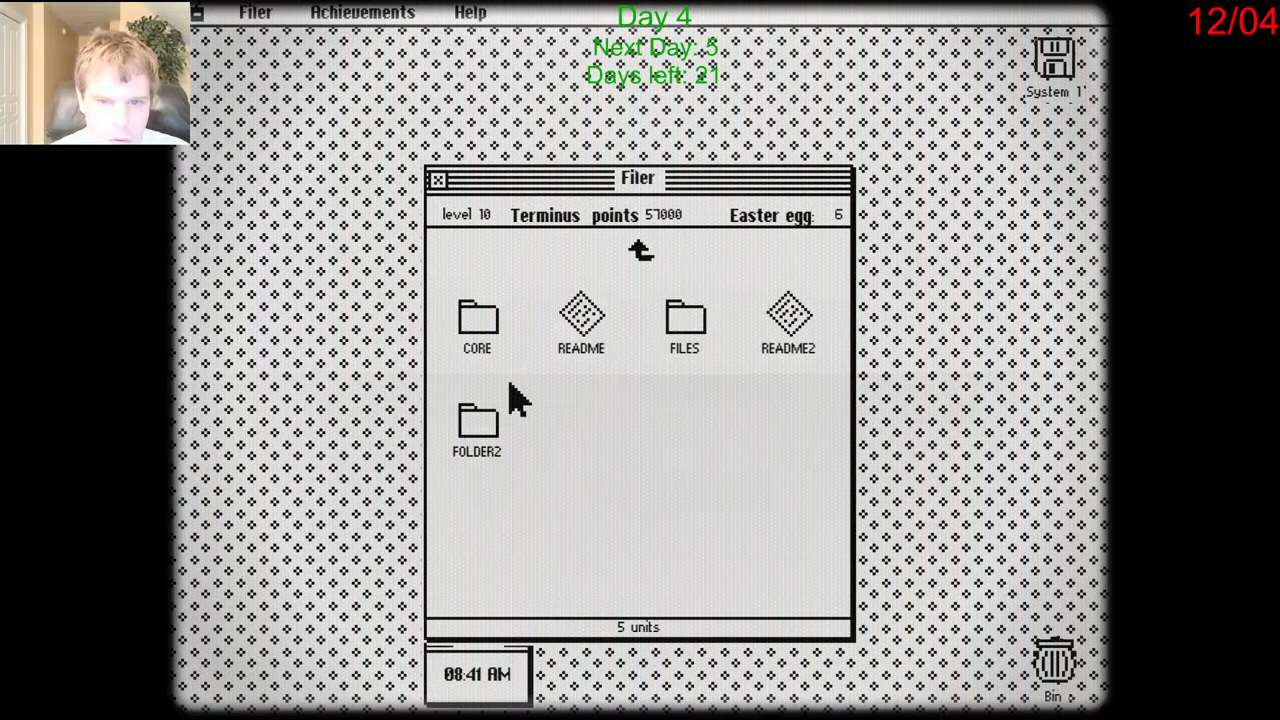 Filer Achievements Help
Day 4
Next Day: 5
Days left: 21
12/04
System 1
Filer
level 10 Terminus points 57000 Easter egg: 6
CORE README FILES README2
FOLDER2
5 units
08:41 AM
Bin